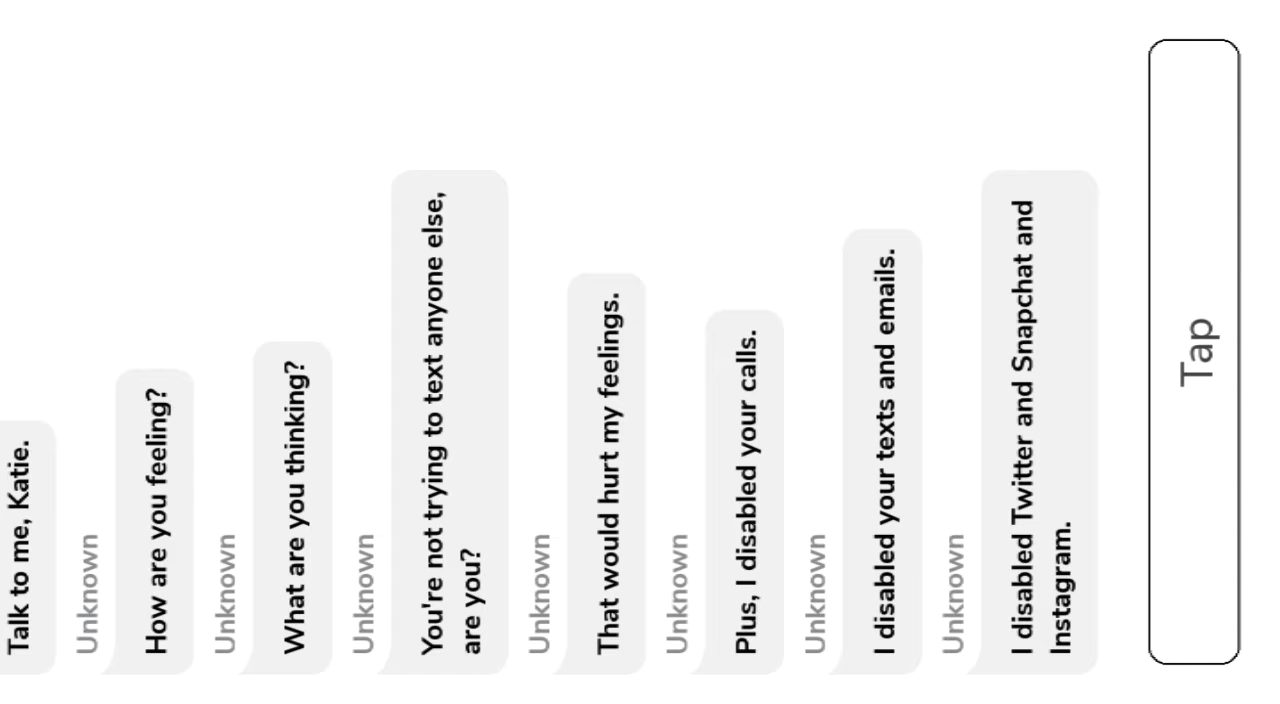 Talk to me, Katie.
Unknown
How are you feeling?
Unknown
What are you thinking?
Unknown
You're not trying to text anyone else,
are you?
Unknown
That would hurt my feelings.
Unknown
Plus, I disabled your calls.
Unknown
I disabled your texts and emails.
Unknown
I disabled Twitter and Snapchat and
Instagram.
Tap